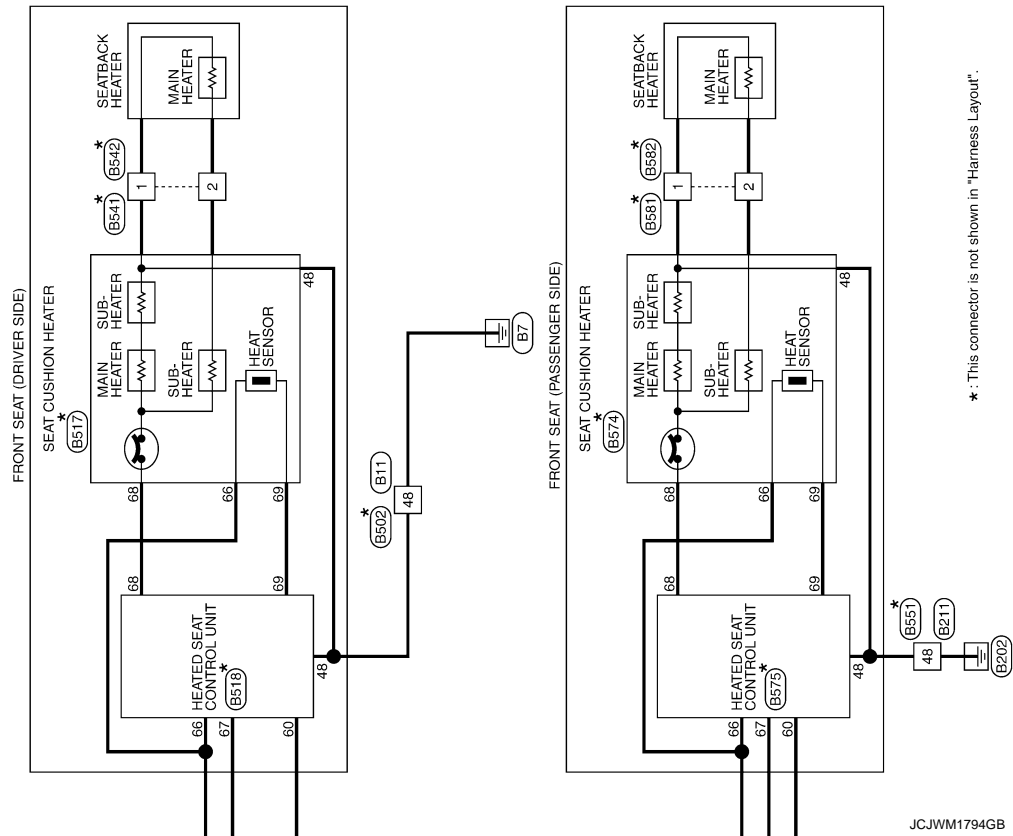 FRONT SEAT (DRIVER SIDE)
SEAT CUSHION HEATER
SEATBACK
HEATER
MAIN
HEATER
★
B541
★
B542
1
2
★
B517
MAIN
HEATER
SUB-
HEATER
SUB-
HEATER
HEAT
SENSOR
48
68
66
69
68
69
HEATED SEAT
CONTROL UNIT
★
B518
66
67
60
48
★
B502
B11
48
B7
FRONT SEAT (PASSENGER SIDE)
SEAT CUSHION HEATER
SEATBACK
HEATER
MAIN
HEATER
★
B581
★
B582
1
2
★
B574
MAIN
HEATER
SUB-
HEATER
SUB-
HEATER
HEAT
SENSOR
48
68
66
69
68
69
HEATED SEAT
CONTROL UNIT
★
B575
66
67
60
48
★
B551
B211
48
B202
★ : This connector is not shown in "Harness Layout".
JCJWM1794GB